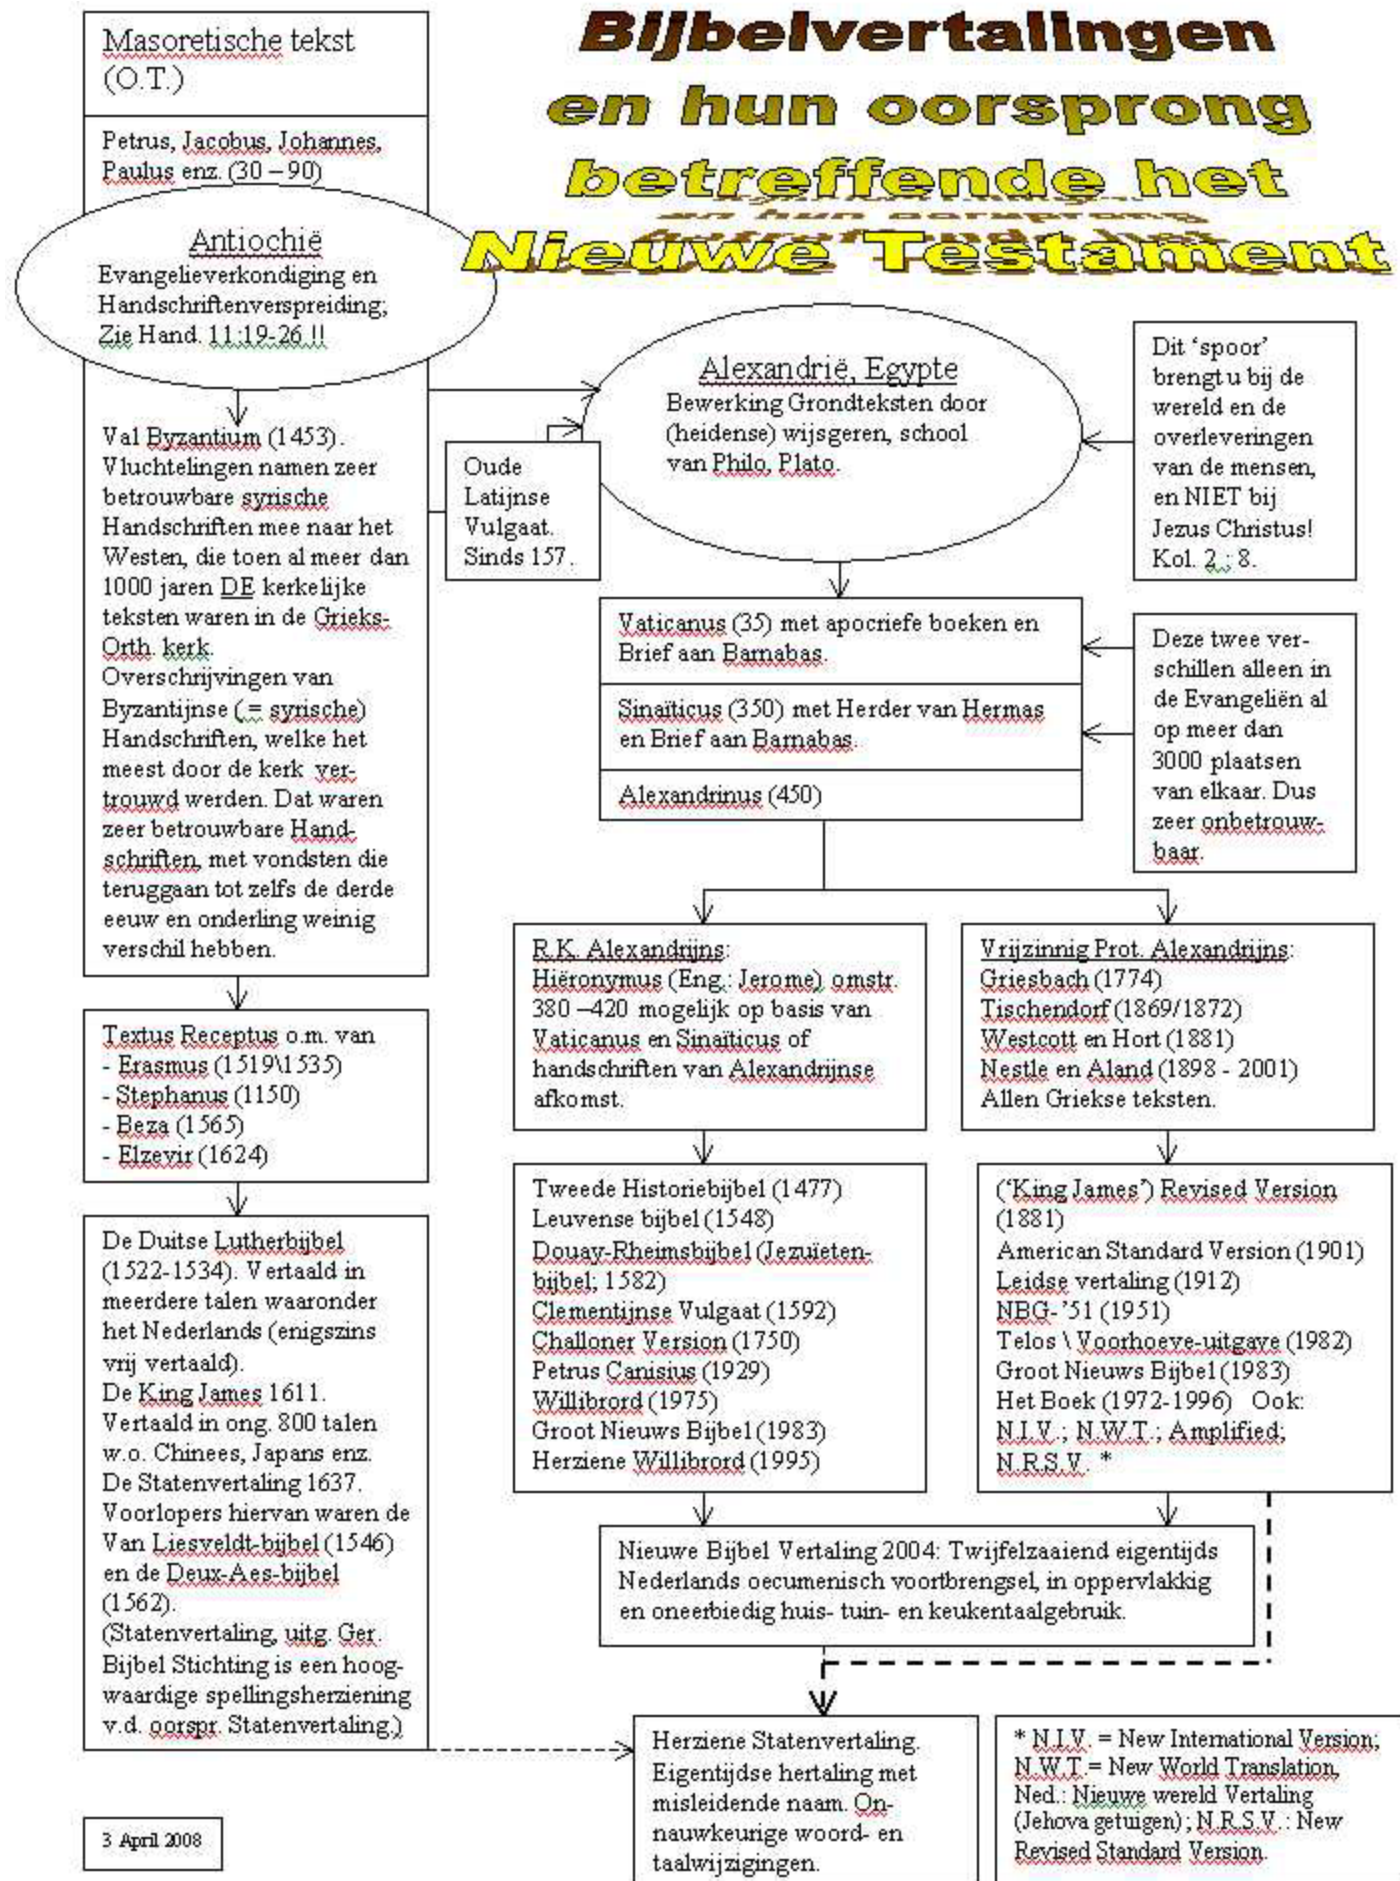 Bijbelvertalingen
en hun oorsprong
betreffende het
Nieuwe Testament
Masoretische tekst
(O.T.)
Petrus, Jacobus, Johannes,
Paulus enz. (30 – 90)
Antiochië
Evangelieverkondiging en
Handschriftenverspreiding;
Zie Hand. 11:19-26 !!
Val Byzantium (1453).
Vluchtelingen namen zeer
betrouwbare syrische
Handschriften mee naar het
Westen, die toen al meer dan
1000 jaren DE kerkelijke
teksten waren in de Grieks-
Orth. kerk.
Overschrijvingen van
Byzantijnse ( = syrische)
Handschriften, welke het
meest door de kerk ver-
trouwd werden. Dat waren
zeer betrouwbare Hand-
schriften, met vondsten die
teruggaan tot zelfs de derde
eeuw en onderling weinig
verschil hebben.
Textus Receptus o.m. van
- Erasmus (1519\1535)
- Stephanus (1150)
- Beza (1565)
- Elzevir (1624)
De Duitse Lutherbijbel
(1522-1534). Vertaald in
meerdere talen waaronder
het Nederlands (enigszins
vrij vertaald).
De King James 1611.
Vertaald in ong. 800 talen
w.o. Chinees, Japans enz.
De Statenvertaling 1637.
Voorlopers hiervan waren de
Van Liesveldt-bijbel (1546)
en de Deux-Aes-bijbel
(1562).
(Statenvertaling, uitg. Ger.
Bijbel Stichting is een hoog-
waardige spellingsherziening
v.d. oorspr. Statenvertaling.)
3 April 2008
Oude
Latijnse
Vulgaat.
Sinds 157.
Alexandrië, Egypte
Bewerking Grondteksten door
(heidense) wijsgeren, school
van Philo, Plato.
Dit ‘spoor’
brengt u bij de
wereld en de
overleveringen
van de mensen,
en NIET bij
Jezus Christus!
Kol. 2 ; 8.
Vaticanus (35) met apocriefe boeken en
Brief aan Barnabas.
Sinaïticus (350) met Herder van Hermas
en Brief aan Barnabas.
Alexandrinus (450)
Deze twee ver-
schillen alleen in
de Evangeliën al
op meer dan
3000 plaatsen
van elkaar. Dus
zeer onbetrouw-
baar.
R.K. Alexandrijns:
Hiëronymus (Eng.: Jerome) omstr.
380 –420 mogelijk op basis van
Vaticanus en Sinaïticus of
handschriften van Alexandrijnse
afkomst.
Vrijzinnig Prot. Alexandrijns:
Griesbach (1774)
Tischendorf (1869/1872)
Westcott en Hort (1881)
Nestle en Aland (1898 - 2001)
Allen Griekse teksten.
Tweede Historiebijbel (1477)
Leuvense bijbel (1548)
Douay-Rheimsbijbel (Jezuïeten-
bijbel; 1582)
Clementijnse Vulgaat (1592)
Challoner Version (1750)
Petrus Canisius (1929)
Willibrord (1975)
Groot Nieuws Bijbel (1983)
Herziene Willibrord (1995)
(‘King James’) Revised Version
(1881)
American Standard Version (1901)
Leidse vertaling (1912)
NBG-’51 (1951)
Telos \ Voorhoeve-uitgave (1982)
Groot Nieuws Bijbel (1983)
Het Boek (1972-1996) Ook:
N.I.V.; N.W.T.; Amplified;
N.R.S.V. *
Nieuwe Bijbel Vertaling 2004: Twijfelzaaiend eigentijds
Nederlands oecumenisch voortbrengsel, in oppervlakkig
en oneerbiedig huis- tuin- en keukentaalgebruik.
Herziene Statenvertaling.
Eigentijdse hertaling met
misleidende naam. On-
nauwkeurige woord- en
taalwijzigingen.
* N.I.V. = New International Version;
N.W.T.= New World Translation,
Ned.: Nieuwe wereld Vertaling
(Jehova getuigen) ; N.R.S.V. : New
Revised Standard Version.